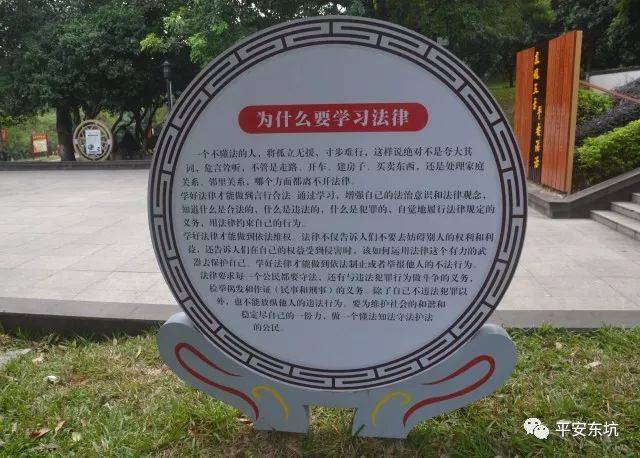 为什么要学习法律
一个不懂法的人，将孤立无援、寸步难行，这样说绝对不是夸大其
词，危言耸听，不管是走路、开车、建房子、买卖东西，还是处理家庭
关系、邻里关系，哪个方面都离不开法律。
学好法律才能做到言行合法。通过学习，增强自己的法治意识和法律观念，
知道什么是合法的，什么是违法的，什么是犯罪的，自觉地履行法律规定的
义务，用法律约束自己的行为。
学好法律才能做到依法维权。法律不仅告诉人们不要去妨碍别人的权利和利
益，还告诉人们在自己的权益受到侵害时，该如何运用法律这个有力的武
器去保护自己。学好法律才能做到依法制止或者举报他人的不法行为。
法律要求每一个公民都要守法、还有与违法犯罪行为做斗争的义务，
检举揭发和作证（民事和刑事）的义务。除了自己不违法犯罪以
外，也不能放纵他人的违法行为。要为维护社会的和谐和
稳定尽自己的一份力，做一个懂法知法守法护法
的公民。
平安东坑